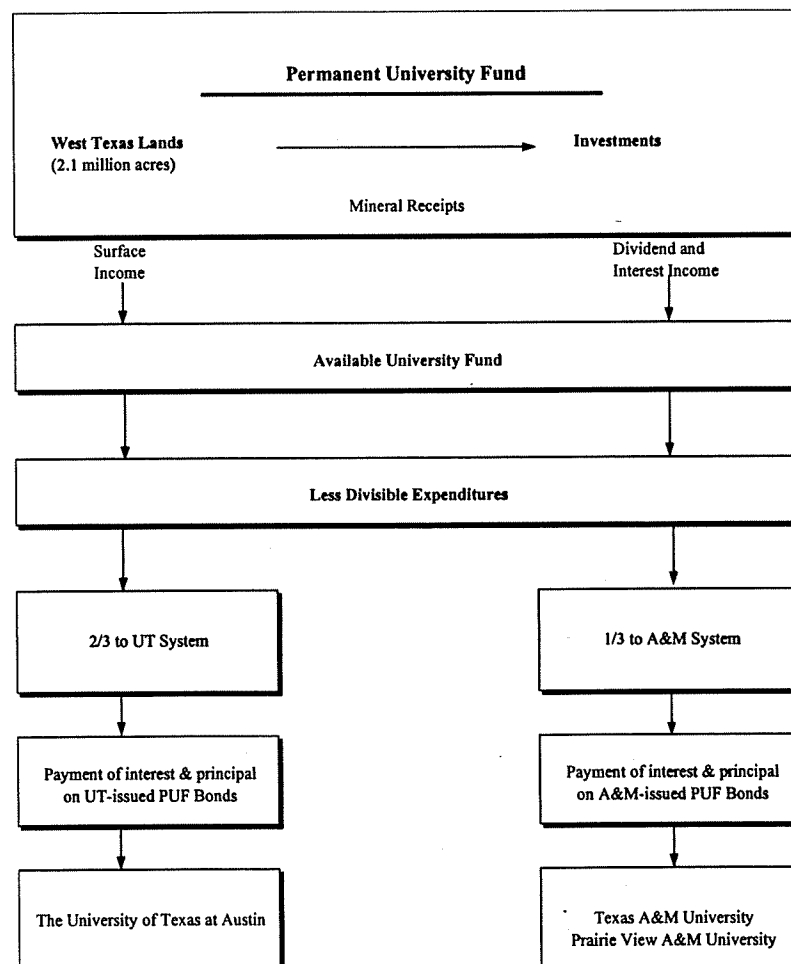 Permanent University Fund
West Texas Lands
(2.1 million acres)
Investments
Mineral Receipts
Surface
Income
Dividend and
Interest Income
Available University Fund
Less Divisible Expenditures
2/3 to UT System
1/3 to A&M System
Payment of interest & principal
on UT-issued PUF Bonds
Payment of interest & principal
on A&M-issued PUF Bonds
The University of Texas at Austin
Texas A&M University
Prairie View A&M University